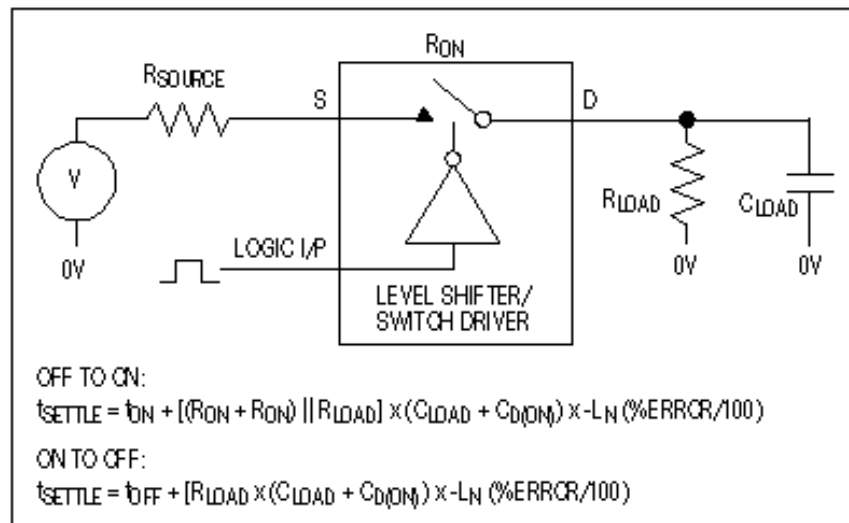 RON
RSOURCE
S
D
V
RLOAD
CLOAD
LOGIC I/P
0V
0V
0V
LEVEL SHIFTER/
SWITCH DRIVER
OFF TO ON:
tSETTLE = tON + [(RON + RON) || RLOAD] x (CLOAD + CD(ON)) x -LN (%ERROR/100)
ON TO OFF:
tSETTLE = tOFF + [RLOAD x (CLOAD + CD(ON)) x -LN (%ERROR/100)